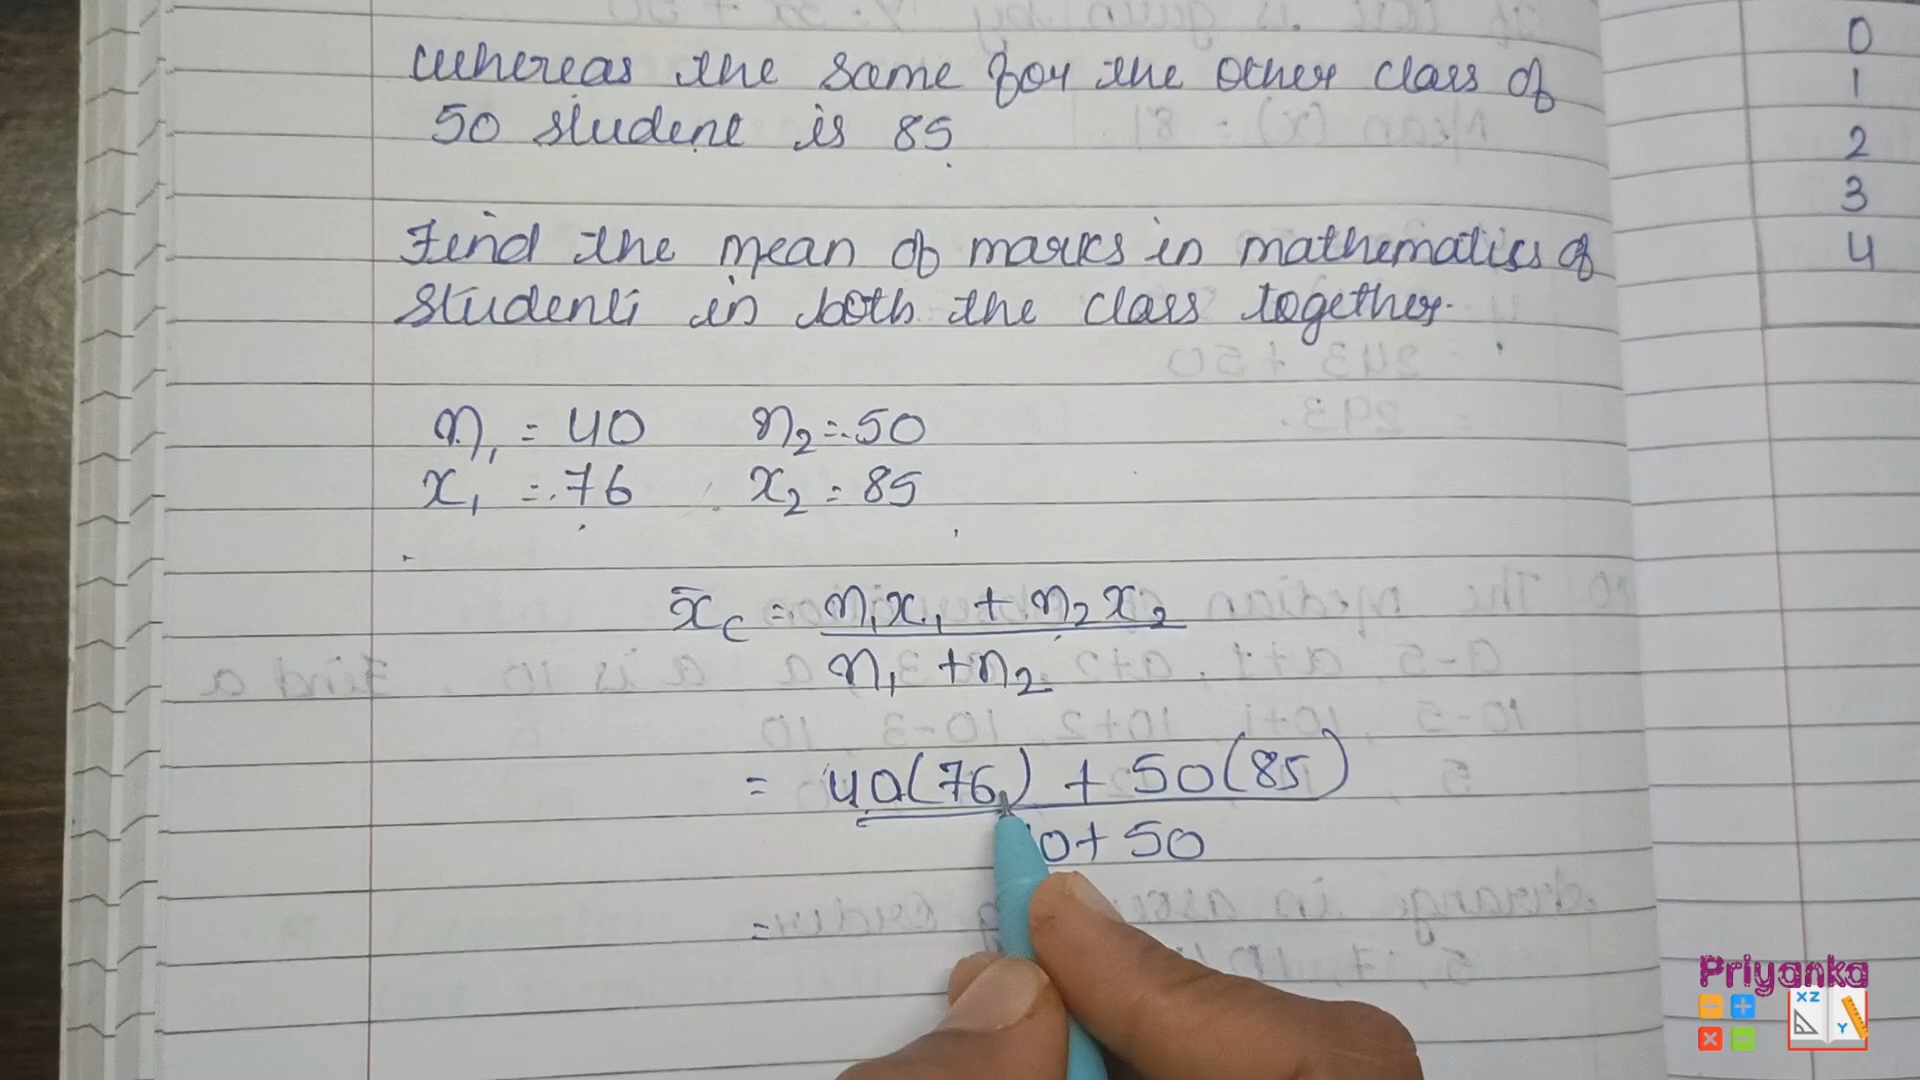 whereas the same for the other class of
50 student is 85
Find the mean of marks in mathematics of
students in both the class together.
n₁ = 40 n₂ = 50
x₁ = 76 x₂ = 85
x̄c = n₁x₁ + n₂x₂
n₁ + n₂
= 40(76) + 50(85)
0+ 50
=
0
1
2
3
4
Priyanka
XZ
Y